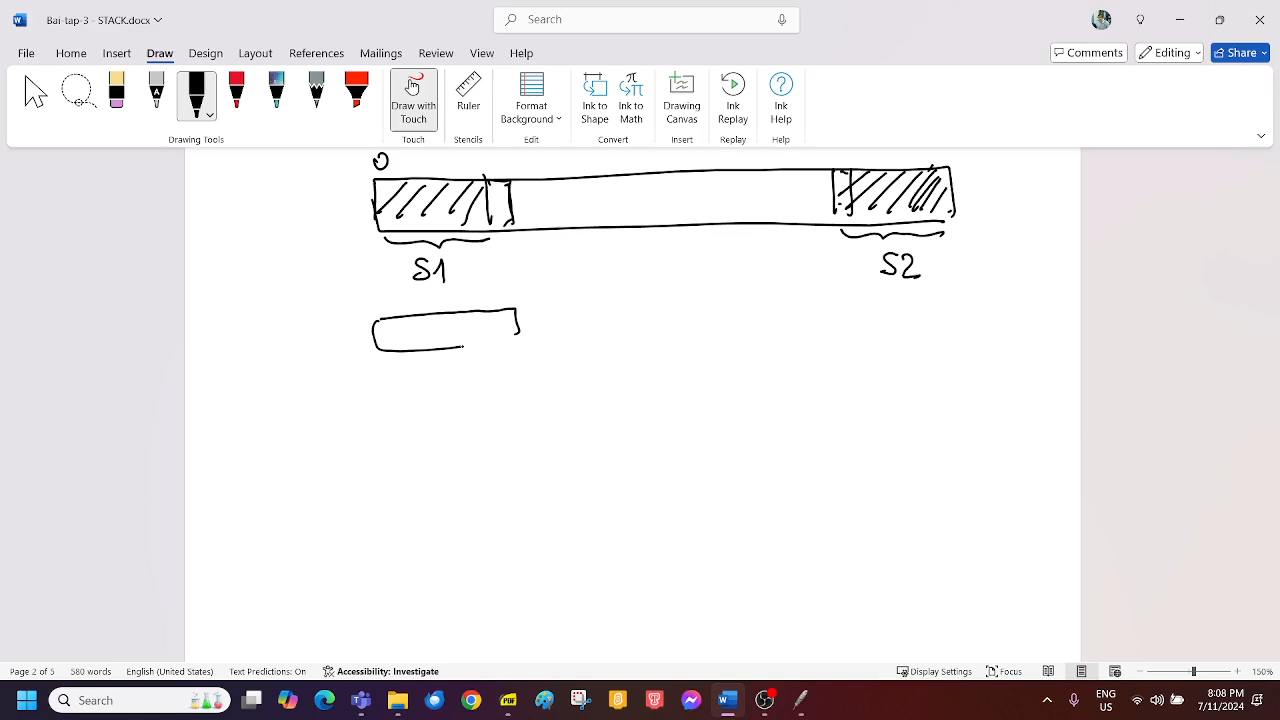 Bai-tap-3 - STACK.docx
Search
File Home Insert Draw Design Layout References Mailings Review View Help
Comments Editing Share
Draw with Touch
Ruler
Format Background
Ink to Shape
Ink to Math
Drawing Canvas
Ink Replay
Ink Help
Drawing Tools Touch Stencils Edit Convert Insert Replay Help
0
S1 S2
Page 2 of 5 580 words English (United States) Text Predictions: On Accessibility: Investigate Display Settings Focus 150%
Search
PDF
ENG US
8:08 PM
7/11/2024